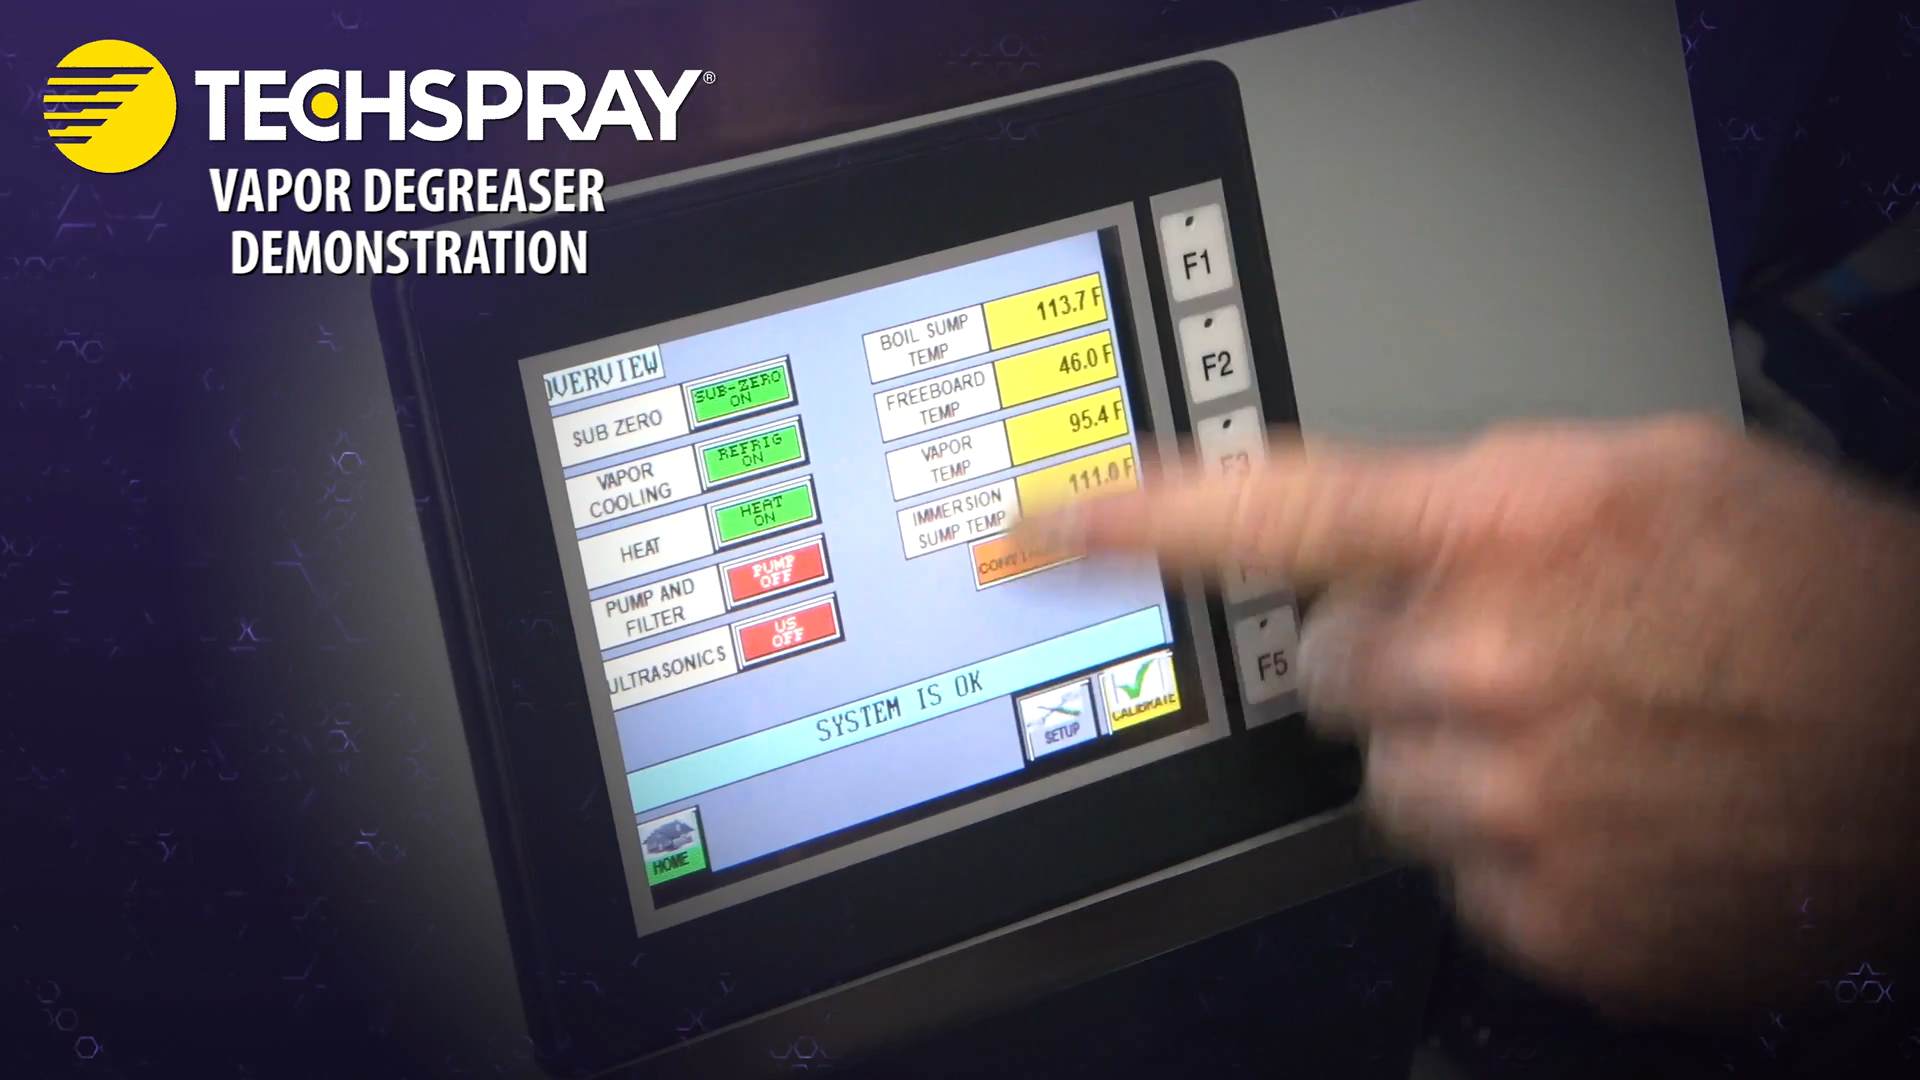 TECHSPRAY®
VAPOR DEGREASER
DEMONSTRATION
OVERVIEW
SUB ZERO
SUB-ZERO
ON
VAPOR
COOLING
REFRIG
ON
HEAT
HEAT
ON
PUMP AND
FILTER
PUMP
OFF
ULTRASONICS
US
OFF
BOIL SUMP
TEMP
113.7 F
FREEBOARD
TEMP
46.0 F
VAPOR
TEMP
95.4 F
IMMERSION
SUMP TEMP
111.0 F
SYSTEM IS OK
SETUP
CALIBRATE
HOME
F1
F2
F3
F5